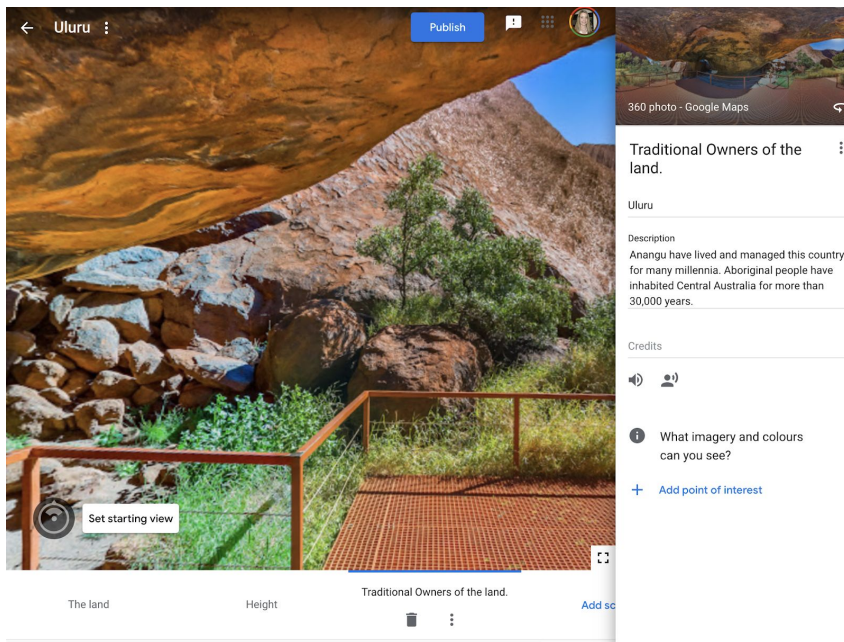 Uluru
Publish
360 photo - Google Maps
Traditional Owners of the
land.
Uluru
Description
Anangu have lived and managed this country
for many millennia. Aboriginal people have
inhabited Central Australia for more than
30,000 years.
Credits
What imagery and colours
can you see?
Add point of interest
Set starting view
The land
Height
Traditional Owners of the land.
Add sc